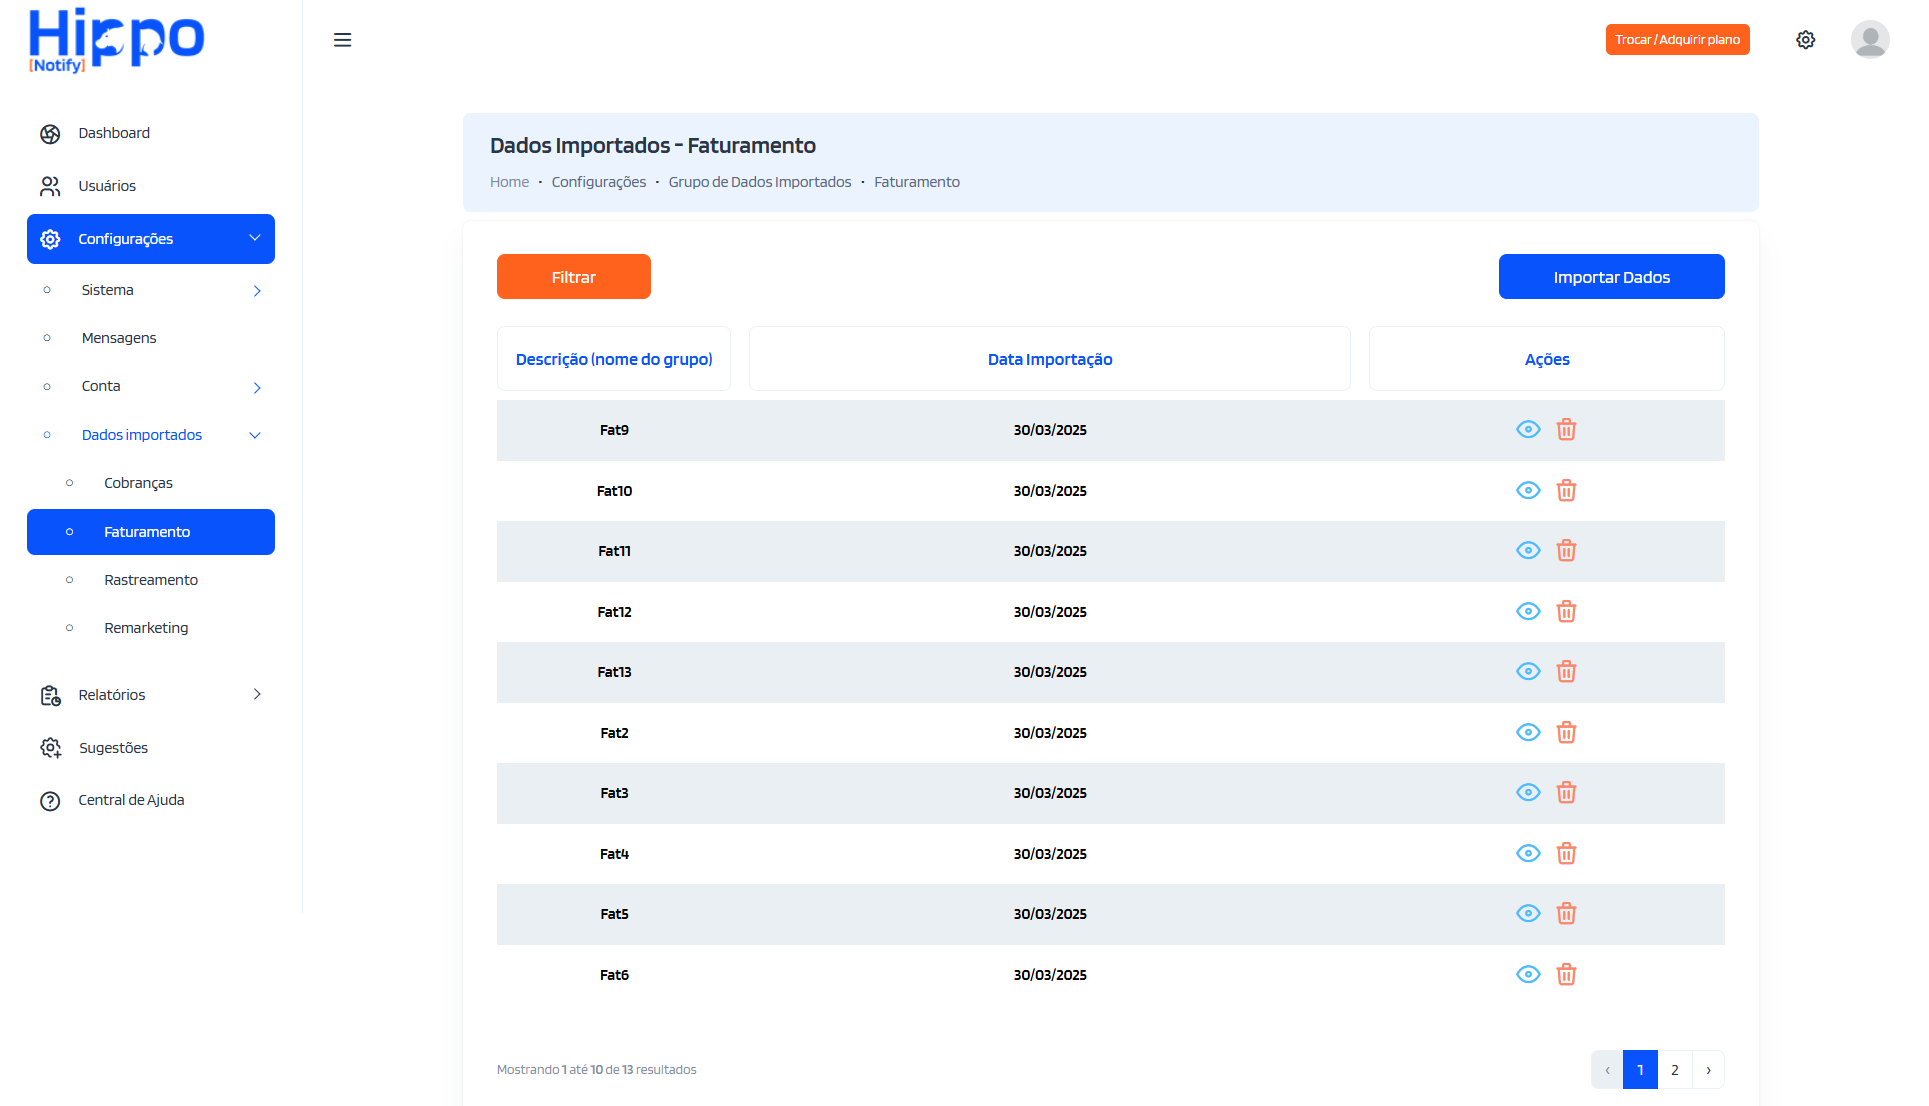 Hippo
[Notify]
Trocar/Adquirir plano
Dashboard
Usuários
Configurações
Sistema
Mensagens
Conta
Dados importados
Cobranças
Faturamento
Rastreamento
Remarketing
Relatórios
Sugestões
Central de Ajuda
Dados Importados - Faturamento
Home · Configurações · Grupo de Dados Importados · Faturamento
Filtrar
Importar Dados
Descrição (nome do grupo) Data Importação Ações
Fat9 30/03/2025
Fat10 30/03/2025
Fat11 30/03/2025
Fat12 30/03/2025
Fat13 30/03/2025
Fat2 30/03/2025
Fat3 30/03/2025
Fat4 30/03/2025
Fat5 30/03/2025
Fat6 30/03/2025
Mostrando 1 até 10 de 13 resultados
‹ 1 2 ›